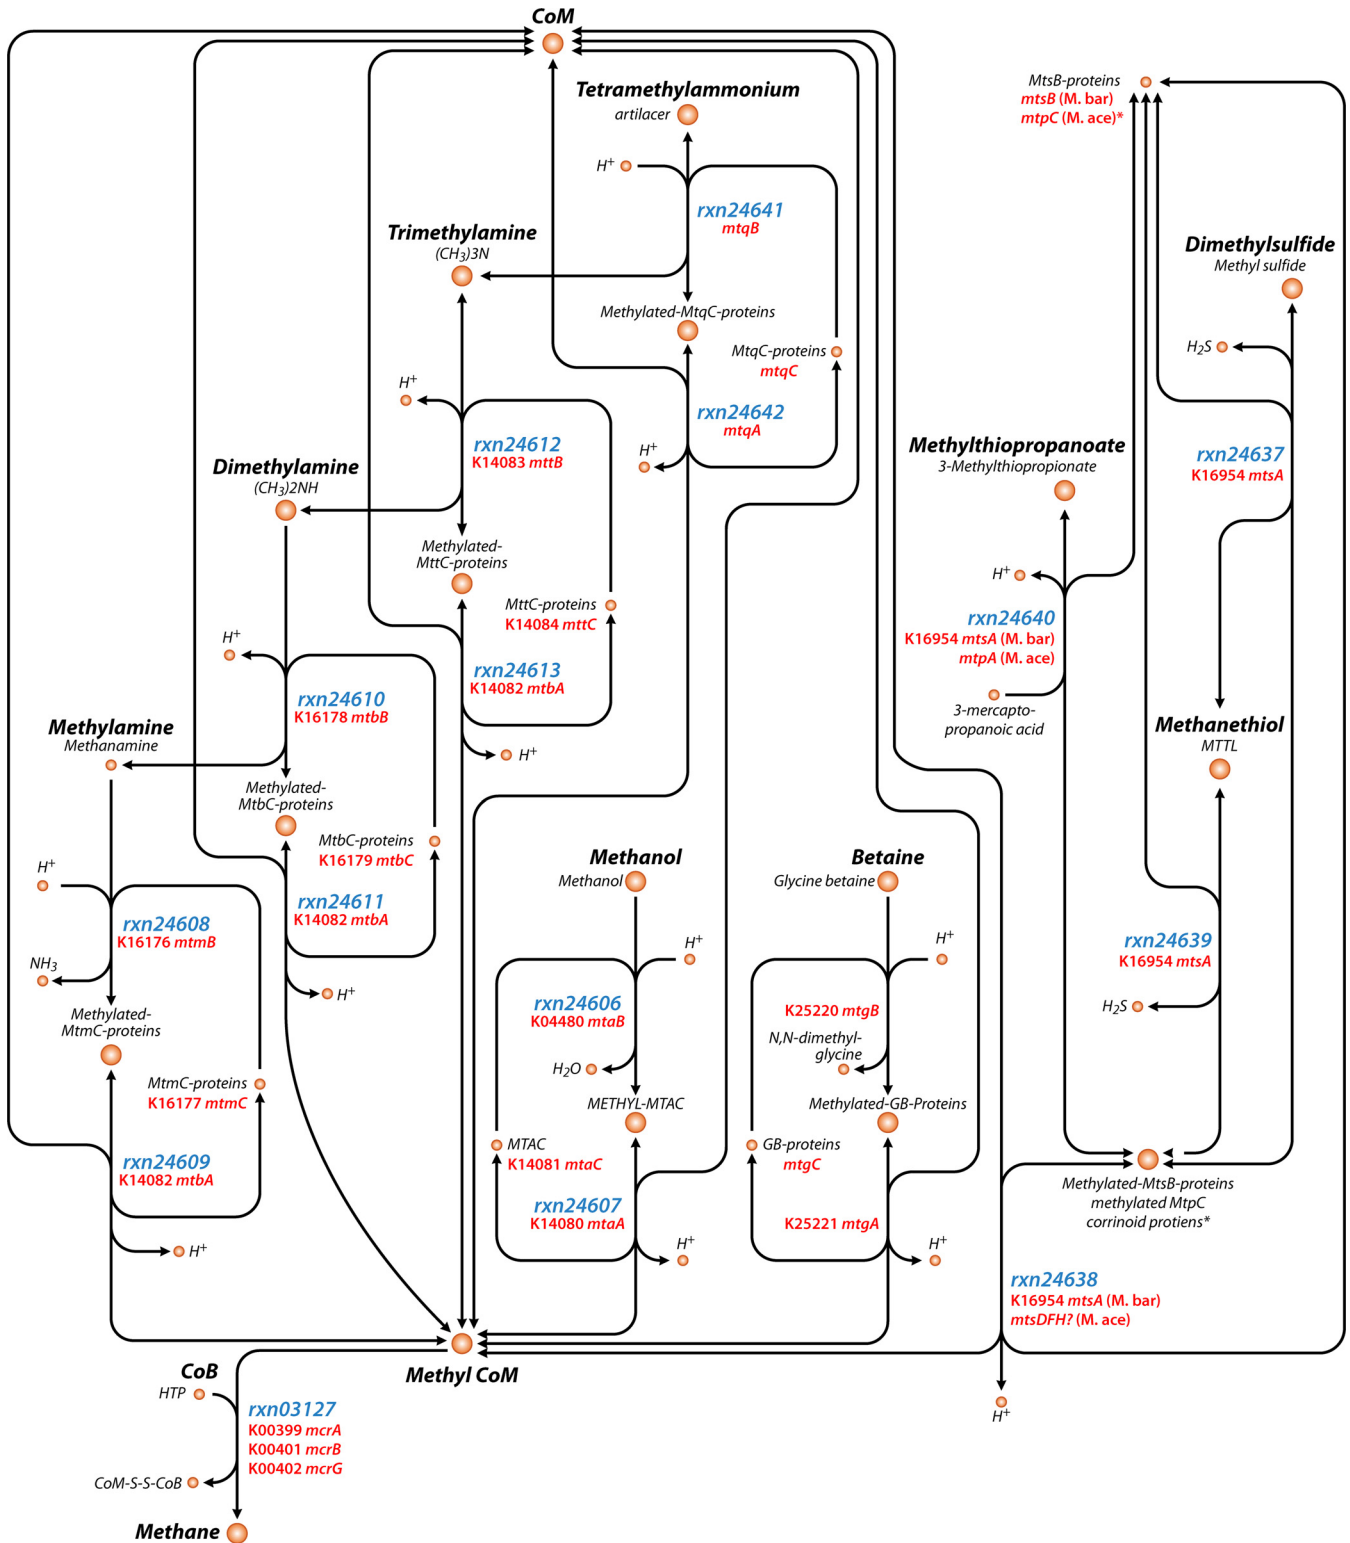 CoM
Tetramethylammonium
artilacer
H+
rxn24641
mtqB
Methylated-MtqC-proteins
MtqC-proteins
mtqC
rxn24642
mtqA
H+
MtsB-proteins
mtsB (M. bar)
mtpC (M. ace)*
Dimethylsulfide
Methyl sulfide
H2S
rxn24637
K16954 mtsA
Trimethylamine
(CH3)3N
H+
rxn24612
K14083 mttB
Methylated-
MttC-proteins
MttC-proteins
K14084 mttC
rxn24613
K14082 mtbA
H+
Methylthiopropanoate
3-Methylthiopropionate
H+
rxn24640
K16954 mtsA (M. bar)
mtpA (M. ace)
3-mercapto-
propanoic acid
Dimethylamine
(CH3)2NH
H+
rxn24610
K16178 mtbB
Methylated-
MtbC-proteins
MtbC-proteins
K16179 mtbC
rxn24611
K14082 mtbA
H+
Methanethiol
MTTL
rxn24639
K16954 mtsA
H2S
Methylamine
Methanamine
H+
rxn24608
K16176 mtmB
NH3
Methylated-
MtmC-proteins
MtmC-proteins
K16177 mtmC
rxn24609
K14082 mtbA
H+
Methanol
Methanol
H+
rxn24606
K04480 mtaB
H2O
METHYL-MTAC
MTAC
K14081 mtaC
rxn24607
K14080 mtaA
H+
Betaine
Glycine betaine
H+
K25220 mtgB
N,N-dimethyl-
glycine
Methylated-GB-Proteins
GB-proteins
mtgC
K25221 mtgA
H+
Methylated-MtsB-proteins
methylated MtpC
corrinoid protiens*
rxn24638
K16954 mtsA (M. bar)
mtsDFH? (M. ace)
H+
Methyl CoM
CoB
HTP
rxn03127
K00399 mcrA
K00401 mcrB
K00402 mcrG
CoM-S-S-CoB
Methane